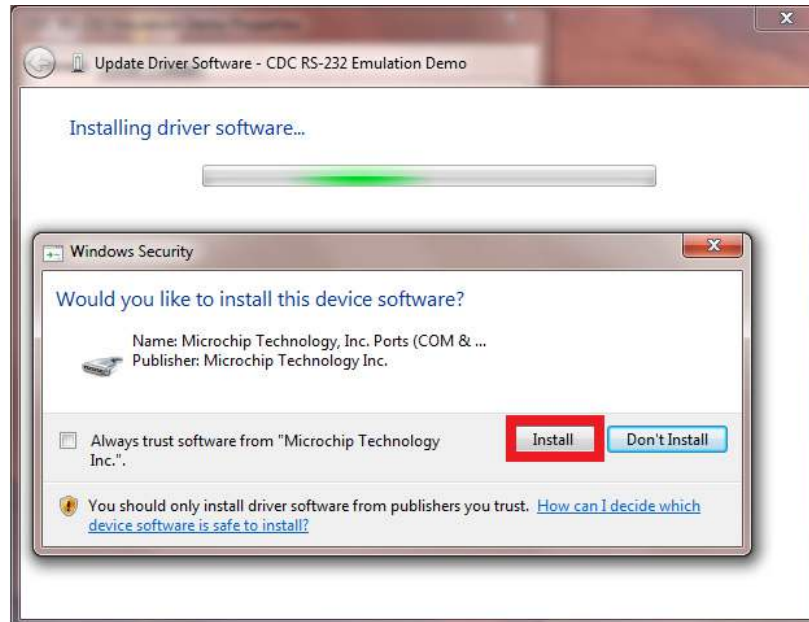 Update Driver Software - CDC RS-232 Emulation Demo
Installing driver software...
Windows Security
Would you like to install this device software?
Name: Microchip Technology, Inc. Ports (COM & ...
Publisher: Microchip Technology Inc.
Always trust software from "Microchip Technology
Inc.".
Install
Don't Install
You should only install driver software from publishers you trust. How can I decide which
device software is safe to install?